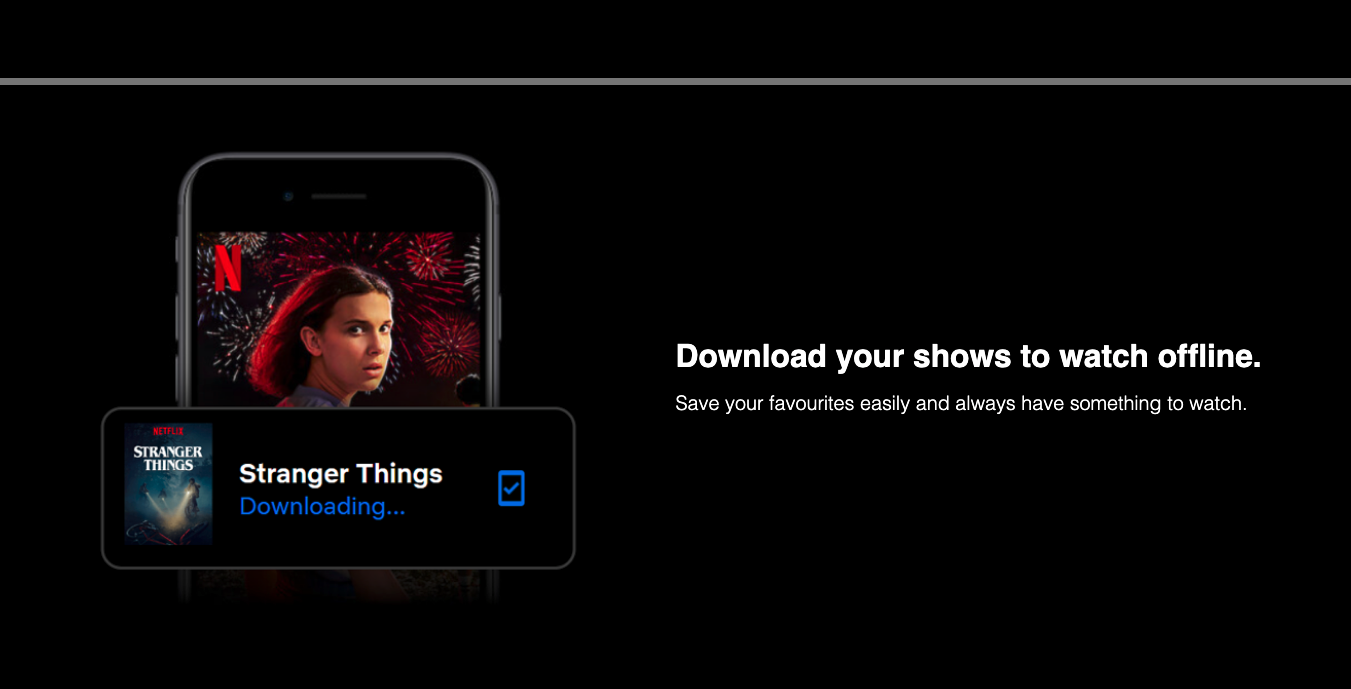 N
NETFLIX
STRANGER
THINGS
Stranger Things
Downloading...
Download your shows to watch offline.
Save your favourites easily and always have something to watch.